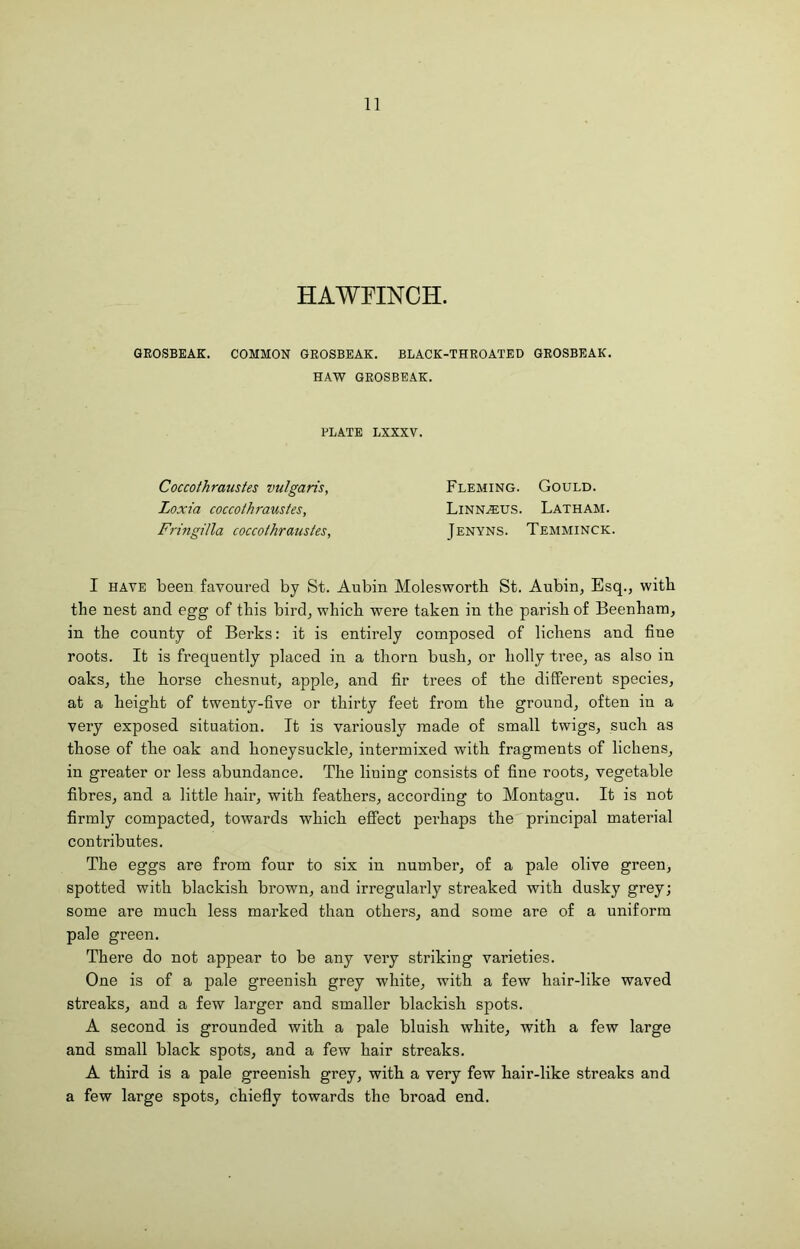 11
HAWFINCH.
GROSBEAK. COMMON GROSBEAK. BLACK-THROATED GROSBEAK.
HAW GROSBEAK.
PLATE LXXXV.
Coccothraustes vulgaris, FLEMING. GOULD.
Loxia coccothraustes, LINNÆUS. LATHAM.
Fringilla coccothraustes, JENYNS. TEMMINCK.
I HAVE been favoured by St. Aubin Molesworth St. Aubin, Esq., with
the nest and egg of this bird, which were taken in the parish of Beenham,
in the county of Berks: it is entirely composed of lichens and fine
roots. It is frequently placed in a thorn bush, or holly tree, as also in
oaks, the horse chesnut, apple, and fir trees of the different species,
at a height of twenty-five or thirty feet from the ground, often in a
very exposed situation. It is variously made of small twigs, such as
those of the oak and honeysuckle, intermixed with fragments of lichens,
in greater or less abundance. The lining consists of fine roots, vegetable
fibres, and a little hair, with feathers, according to Montagu. It is not
firmly compacted, towards which effect perhaps the principal material
contributes.
The eggs are from four to six in number, of a pale olive green,
spotted with blackish brown, and irregularly streaked with dusky grey;
some are much less marked than others, and some are of a uniform
pale green.
There do not appear to be any very striking varieties.
One is of a pale greenish grey white, with a few hair-like waved
streaks, and a few larger and smaller blackish spots.
A second is grounded with a pale bluish white, with a few large
and small black spots, and a few hair streaks.
A third is a pale greenish grey, with a very few hair-like streaks and
a few large spots, chiefly towards the broad end.